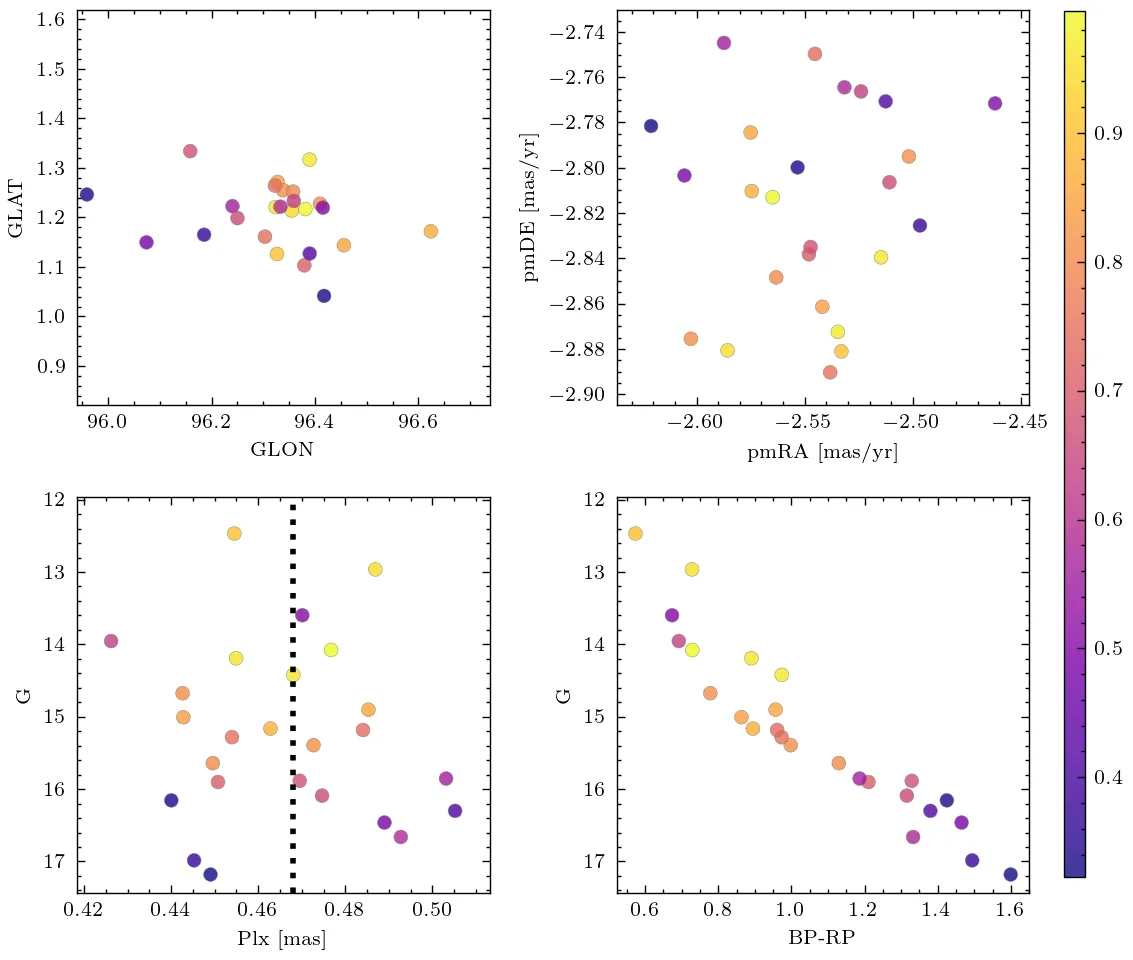 1.6
1.5
1.4
1.3
1.2
1.1
1.0
0.9
GLAT
96.0 96.2 96.4 96.6
GLON
−2.74
−2.76
−2.78
−2.80
−2.82
−2.84
−2.86
−2.88
−2.90
pmDE [mas/yr]
−2.60 −2.55 −2.50 −2.45
pmRA [mas/yr]
12
13
14
15
16
17
G
0.42 0.44 0.46 0.48 0.50
Plx [mas]
12
13
14
15
16
17
G
0.6 0.8 1.0 1.2 1.4 1.6
BP-RP
0.9
0.8
0.7
0.6
0.5
0.4